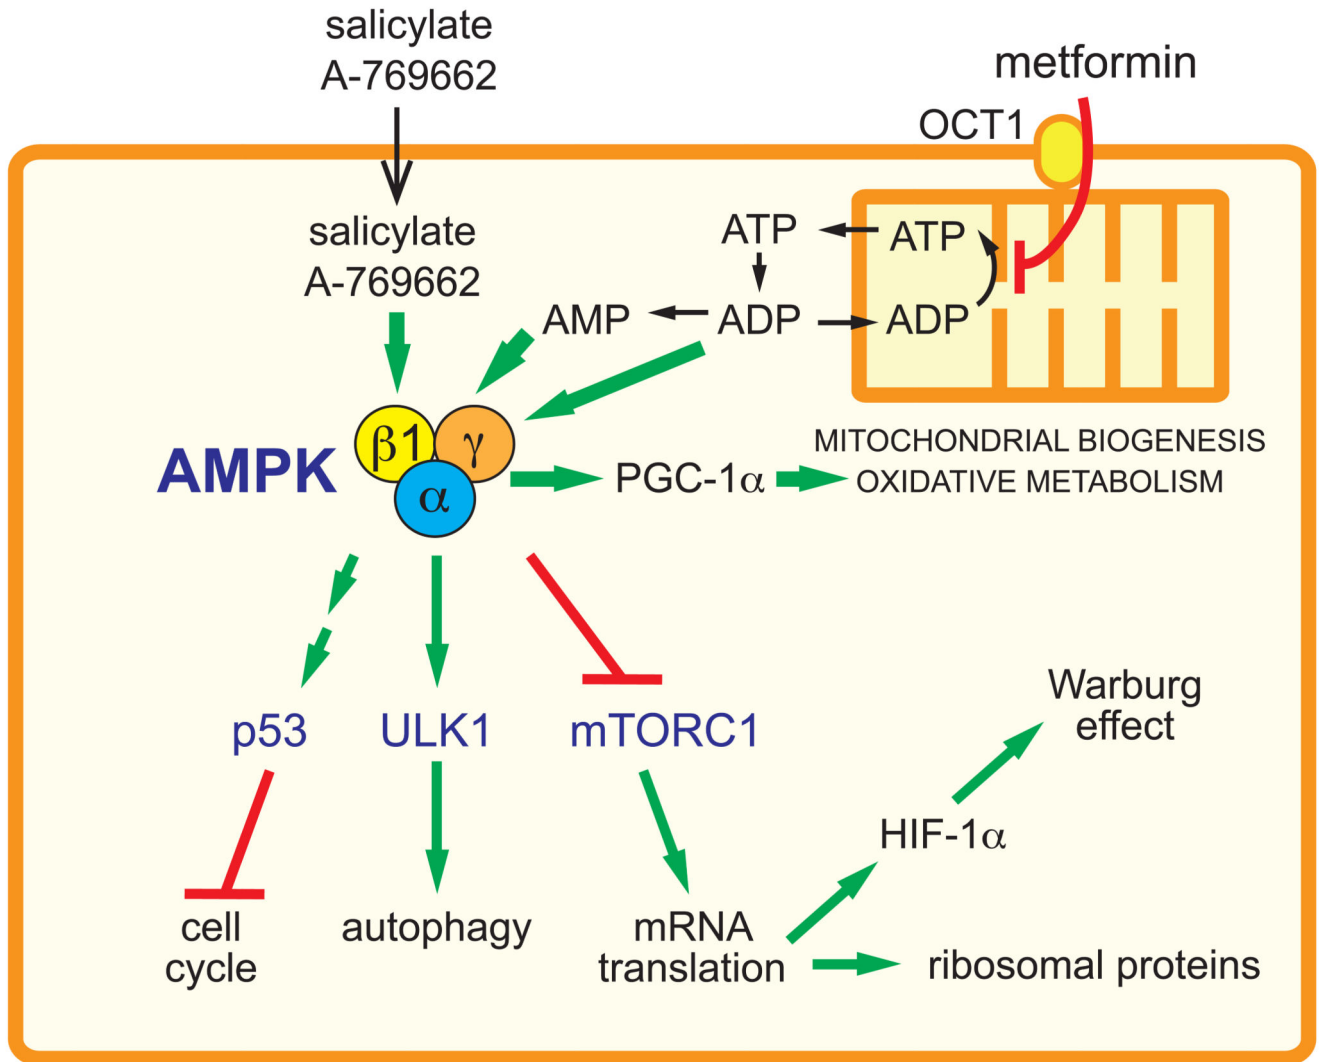 salicylate
A-769662
metformin
OCT1
salicylate
A-769662
ATP
ATP
AMP
ADP
ADP
AMPK
β1
γ
α
PGC-1α
MITOCHONDRIAL BIOGENESIS
OXIDATIVE METABOLISM
p53
ULK1
mTORC1
Warburg
effect
HIF-1α
cell
cycle
autophagy
mRNA
translation
ribosomal proteins